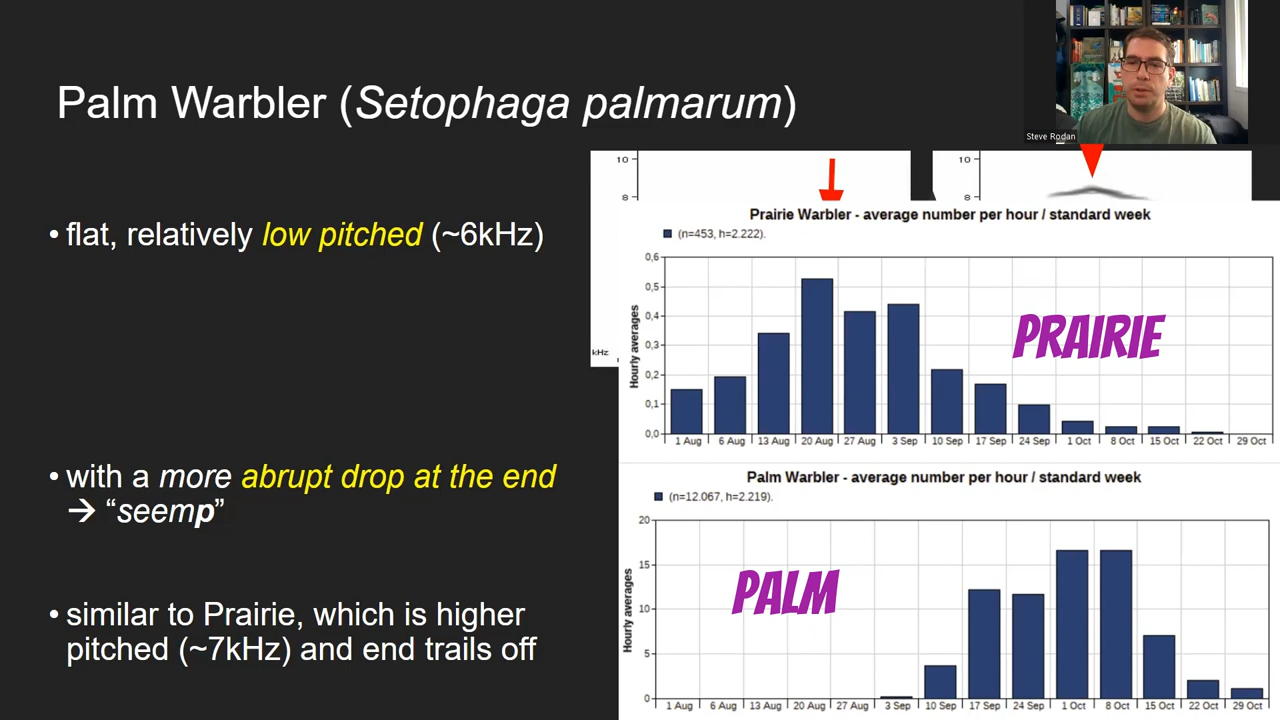 Steve Rodan
Palm Warbler (Setophaga palmarum)
• flat, relatively low pitched (~6kHz)
• with a more abrupt drop at the end
→ “seemp”
• similar to Prairie, which is higher
pitched (~7kHz) and end trails off
10
8
kHz
10
8
Prairie Warbler - average number per hour / standard week
(n=453, h=2.222).
Hourly averages
0,6
0,5
0,4
0,3
0,2
0,1
0,0
PRAIRIE
1 Aug 6 Aug 13 Aug 20 Aug 27 Aug 3 Sep 10 Sep 17 Sep 24 Sep 1 Oct 8 Oct 15 Oct 22 Oct 29 Oct
Palm Warbler - average number per hour / standard week
(n=12.067, h=2.219).
Hourly averages
20
15
10
5
0
PALM
1 Aug 6 Aug 13 Aug 20 Aug 27 Aug 3 Sep 10 Sep 17 Sep 24 Sep 1 Oct 8 Oct 15 Oct 22 Oct 29 Oct